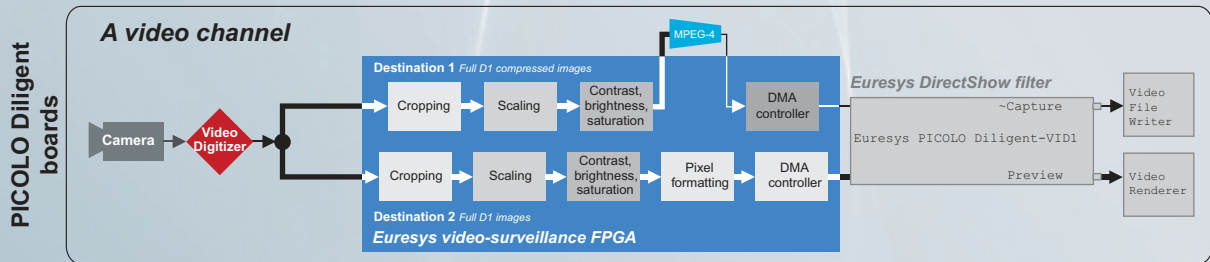 PICOLO Diligent
boards
A video channel
Camera
Video
Digitizer
Destination 1 Full D1 compressed images
Cropping
Scaling
Contrast,
brightness,
saturation
MPEG-4
DMA
controller
Cropping
Scaling
Contrast,
brightness,
saturation
Pixel
formatting
DMA
controller
Destination 2 Full D1 images
Euresys video-surveillance FPGA
Euresys DirectShow filter
~Capture
Euresys PICOLO Diligent-VID1
Preview
Video
File
Writer
Video
Renderer